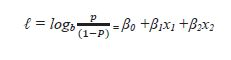 ℓ = log_b p/(1−P) = β₀ + β₁x₁ + β₂x₂